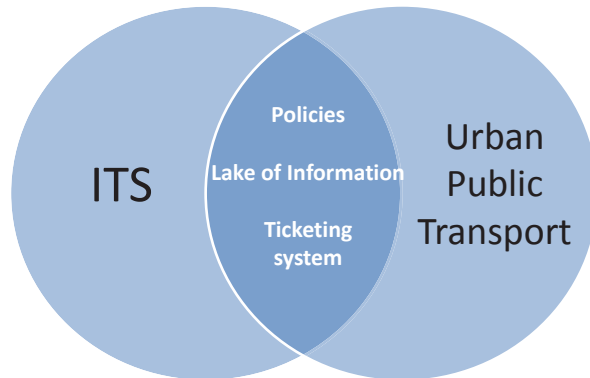 ITS
Policies
Lake of Information
Ticketing
system
Urban
Public
Transport